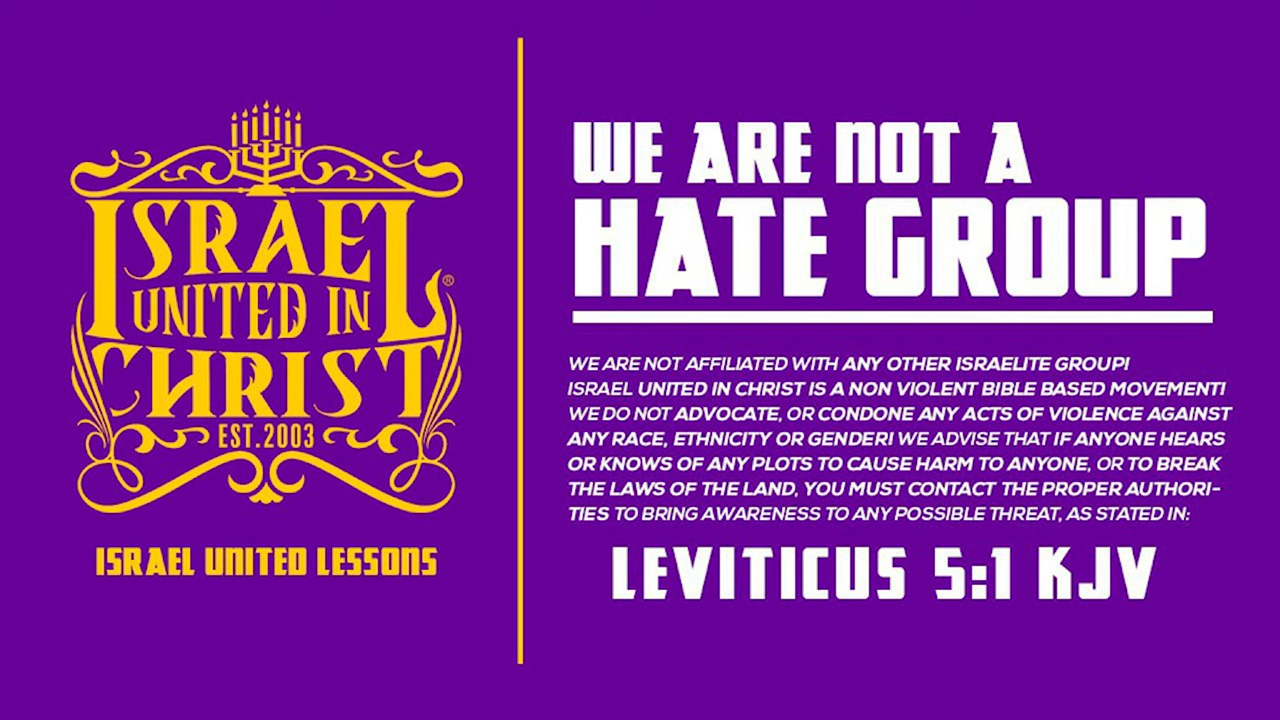 ISRAEL
UNITED IN
CHRIST
®
EST.2003
ISRAEL UNITED LESSONS
WE ARE NOT A
HATE GROUP
WE ARE NOT AFFILIATED WITH ANY OTHER ISRAELITE GROUP!
ISRAEL UNITED IN CHRIST IS A NON VIOLENT BIBLE BASED MOVEMENT!
WE DO NOT ADVOCATE, OR CONDONE ANY ACTS OF VIOLENCE AGAINST
ANY RACE, ETHNICITY OR GENDER! WE ADVISE THAT IF ANYONE HEARS
OR KNOWS OF ANY PLOTS TO CAUSE HARM TO ANYONE, OR TO BREAK
THE LAWS OF THE LAND, YOU MUST CONTACT THE PROPER AUTHORI-
TIES TO BRING AWARENESS TO ANY POSSIBLE THREAT, AS STATED IN:
LEVITICUS 5:1 KJV